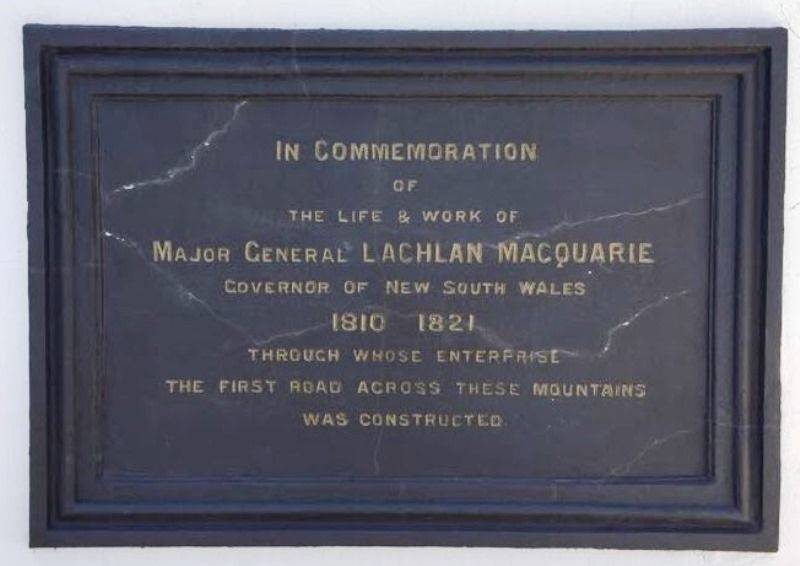 In Commemoration
OF
THE LIFE & WORK OF
Major General LACHLAN MACQUARIE
Governor Of New South Wales
1810 1821
THROUGH WHOSE ENTERPRISE
THE FIRST ROAD ACROSS THESE MOUNTAINS
WAS CONSTRUCTED.